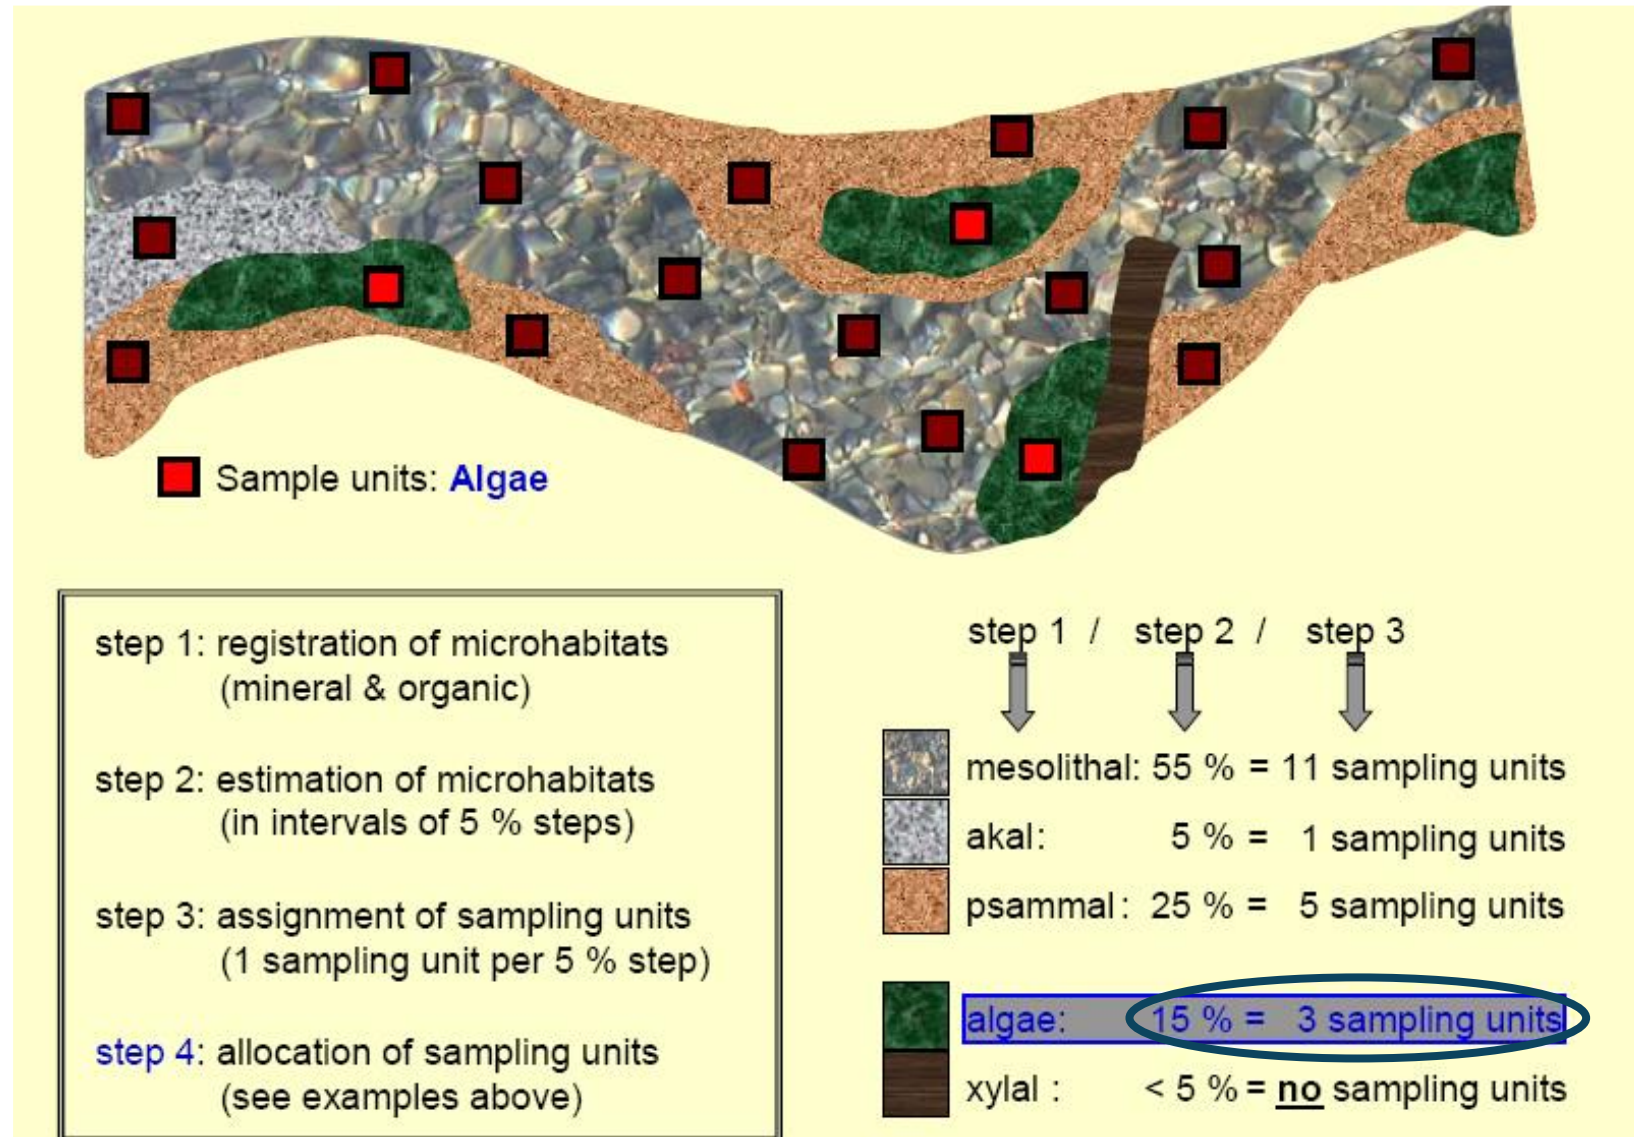 Sample units: Algae
step 1: registration of microhabitats
(mineral & organic)
step 2: estimation of microhabitats
(in intervals of 5 % steps)
step 3: assignment of sampling units
(1 sampling unit per 5 % step)
step 4: allocation of sampling units
(see examples above)
step 1 / step 2 / step 3
mesolithal: 55 % = 11 sampling units
akal: 5 % = 1 sampling units
psammal: 25 % = 5 sampling units
algae: 15 % = 3 sampling units
xylal : < 5 % = no sampling units